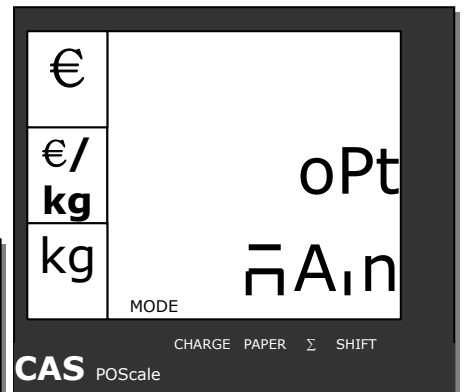 €
€/
kg
oPt
kg
mAin
MODE
CHARGE PAPER Σ SHIFT
CAS POScale